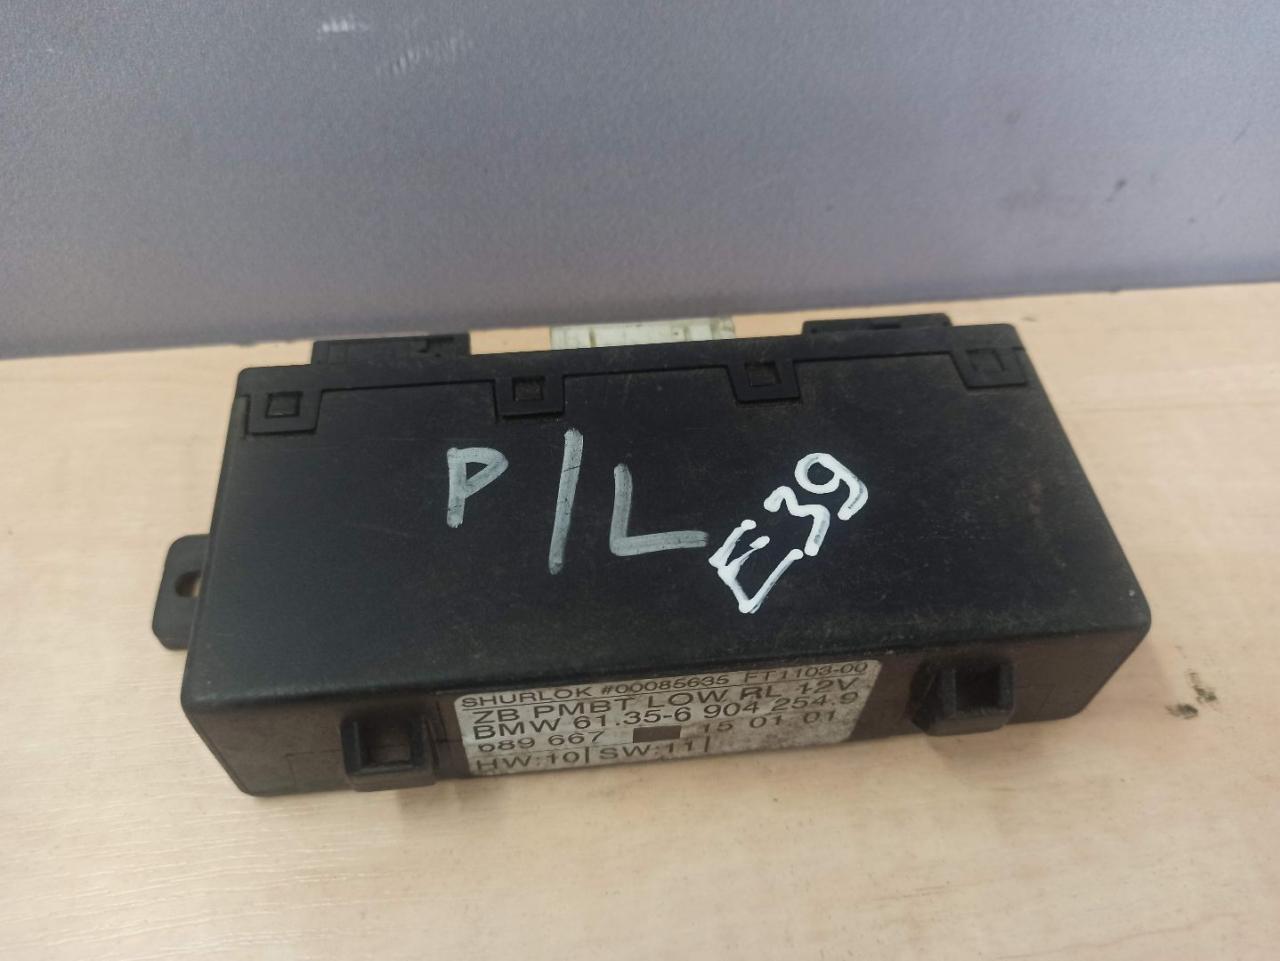 P/L
E39
SHURLOK #00085635 FT1103-00
ZB PMBT LOW RL 12V
BMW 61.35-6 904 254.9
689 667 15 01 01
HW:10| SW:11|